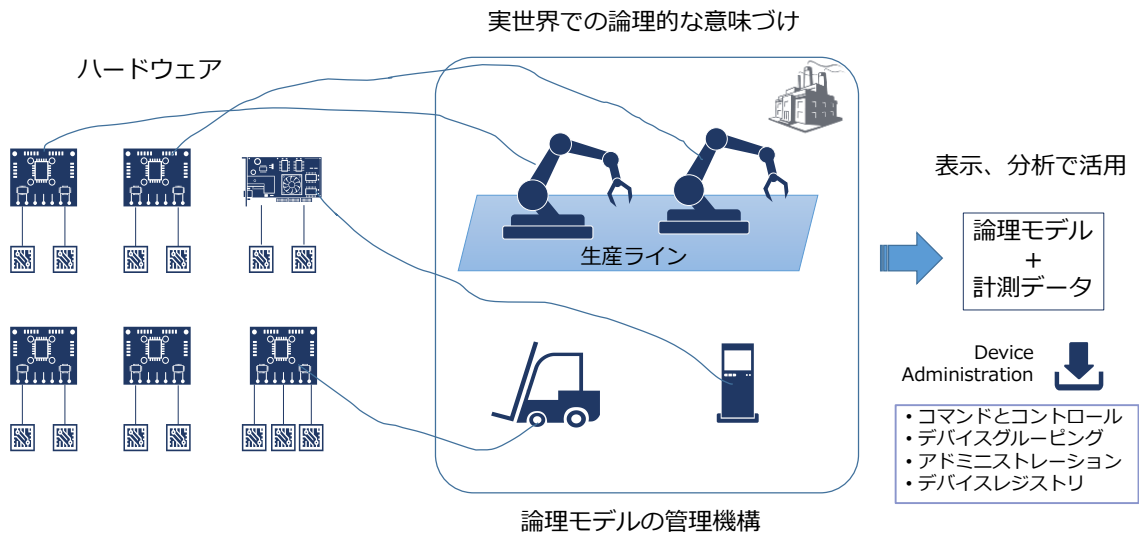 実世界での論理的な意味づけ
ハードウェア
生産ライン
論理モデルの管理機構
表示、分析で活用
論理モデル
+
計測データ
Device
Administration
・コマンドとコントロール
・デバイスグルーピング
・アドミニストレーション
・デバイスレジストリ